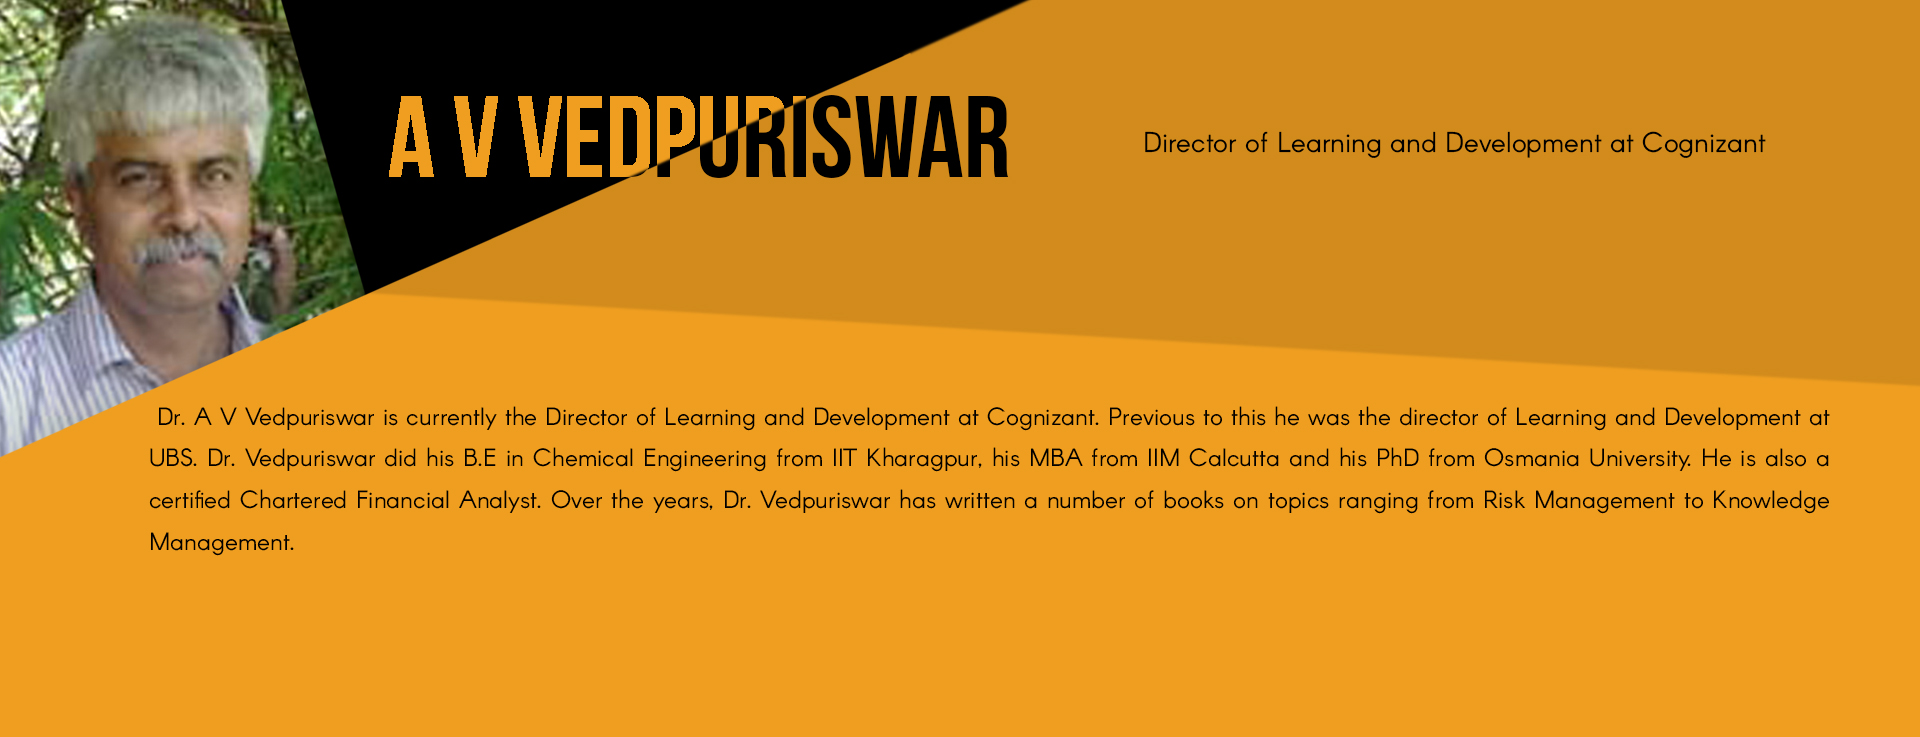 A V VEDPURISWAR
Director of Learning and Development at Cognizant
Dr. A V Vedpuriswar is currently the Director of Learning and Development at Cognizant. Previous to this he was the director of Learning and Development at
UBS. Dr. Vedpuriswar did his B.E in Chemical Engineering from IIT Kharagpur, his MBA from IIM Calcutta and his PhD from Osmania University. He is also a
certified Chartered Financial Analyst. Over the years, Dr. Vedpuriswar has written a number of books on topics ranging from Risk Management to Knowledge
Management.